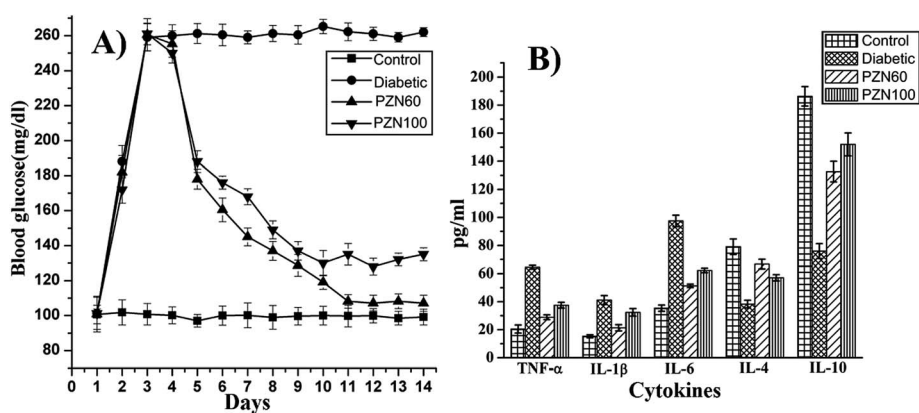 A)
Blood glucose(mg/dl)
260
240
220
200
180
160
140
120
100
80
0 1 2 3 4 5 6 7 8 9 10 11 12 13 14
Days
Control
Diabetic
PZN60
PZN100
B)
pg/ml
200
180
160
140
120
100
80
60
40
20
0
TNF-α IL-1β IL-6 IL-4 IL-10
Cytokines
Control
Diabetic
PZN60
PZN100